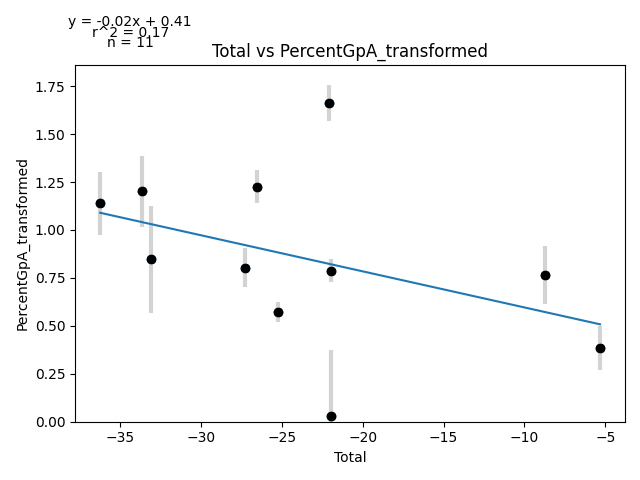 y = -0.02x + 0.41
r^2 = 0.17
n = 11
Total vs PercentGpA_transformed
PercentGpA_transformed
1.75
1.50
1.25
1.00
0.75
0.50
0.25
0.00
−35 −30 −25 −20 −15 −10 −5
Total